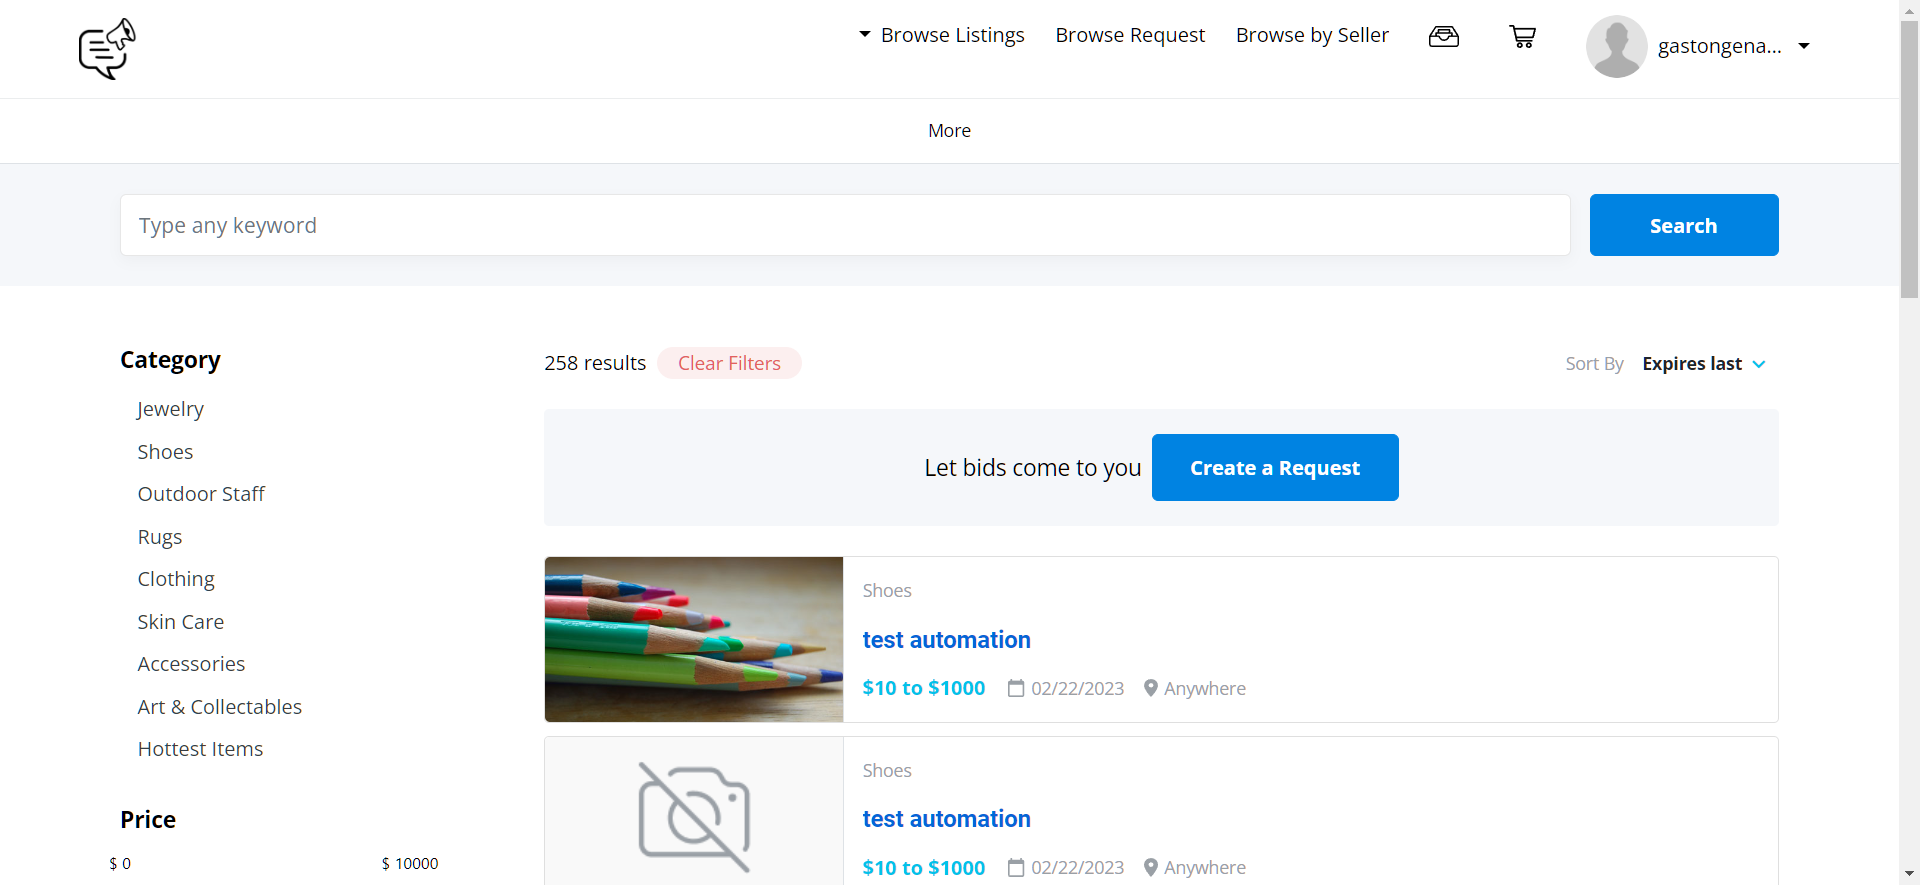 Browse Listings
Browse Request
Browse by Seller
gastongena...
More
Type any keyword
Search
Category
Jewelry
Shoes
Outdoor Staff
Rugs
Clothing
Skin Care
Accessories
Art & Collectables
Hottest Items
Price
$ 0
$ 10000
258 results
Clear Filters
Sort By
Expires last
Let bids come to you
Create a Request
Shoes
test automation
$10 to $1000
02/22/2023
Anywhere
Shoes
test automation
$10 to $1000
02/22/2023
Anywhere